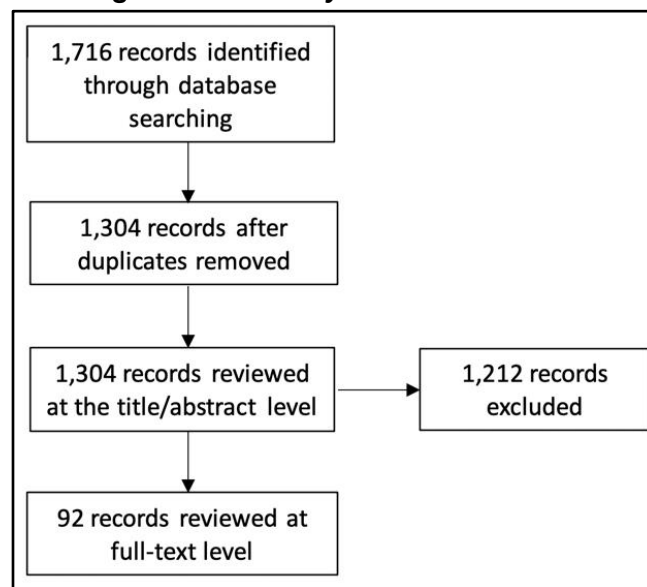 1,716 records identified
through database
searching
1,304 records after
duplicates removed
1,304 records reviewed
at the title/abstract level
1,212 records
excluded
92 records reviewed at
full-text level